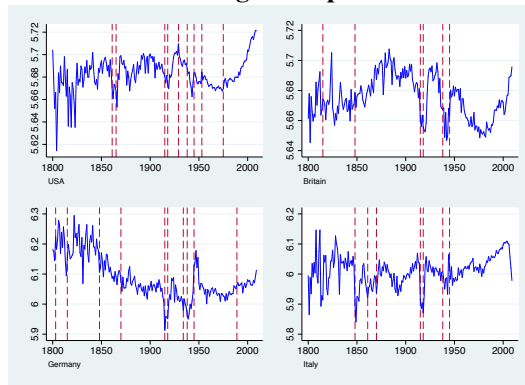 5.62 5.64 5.66 5.68 5.7 5.72
1800 1850 1900 1950 2000
USA
5.64 5.66 5.68 5.7 5.72
1800 1850 1900 1950 2000
Britain
5.9 6 6.1 6.2 6.3
1800 1850 1900 1950 2000
Germany
5.8 5.9 6 6.1 6.2
1800 1850 1900 1950 2000
Italy